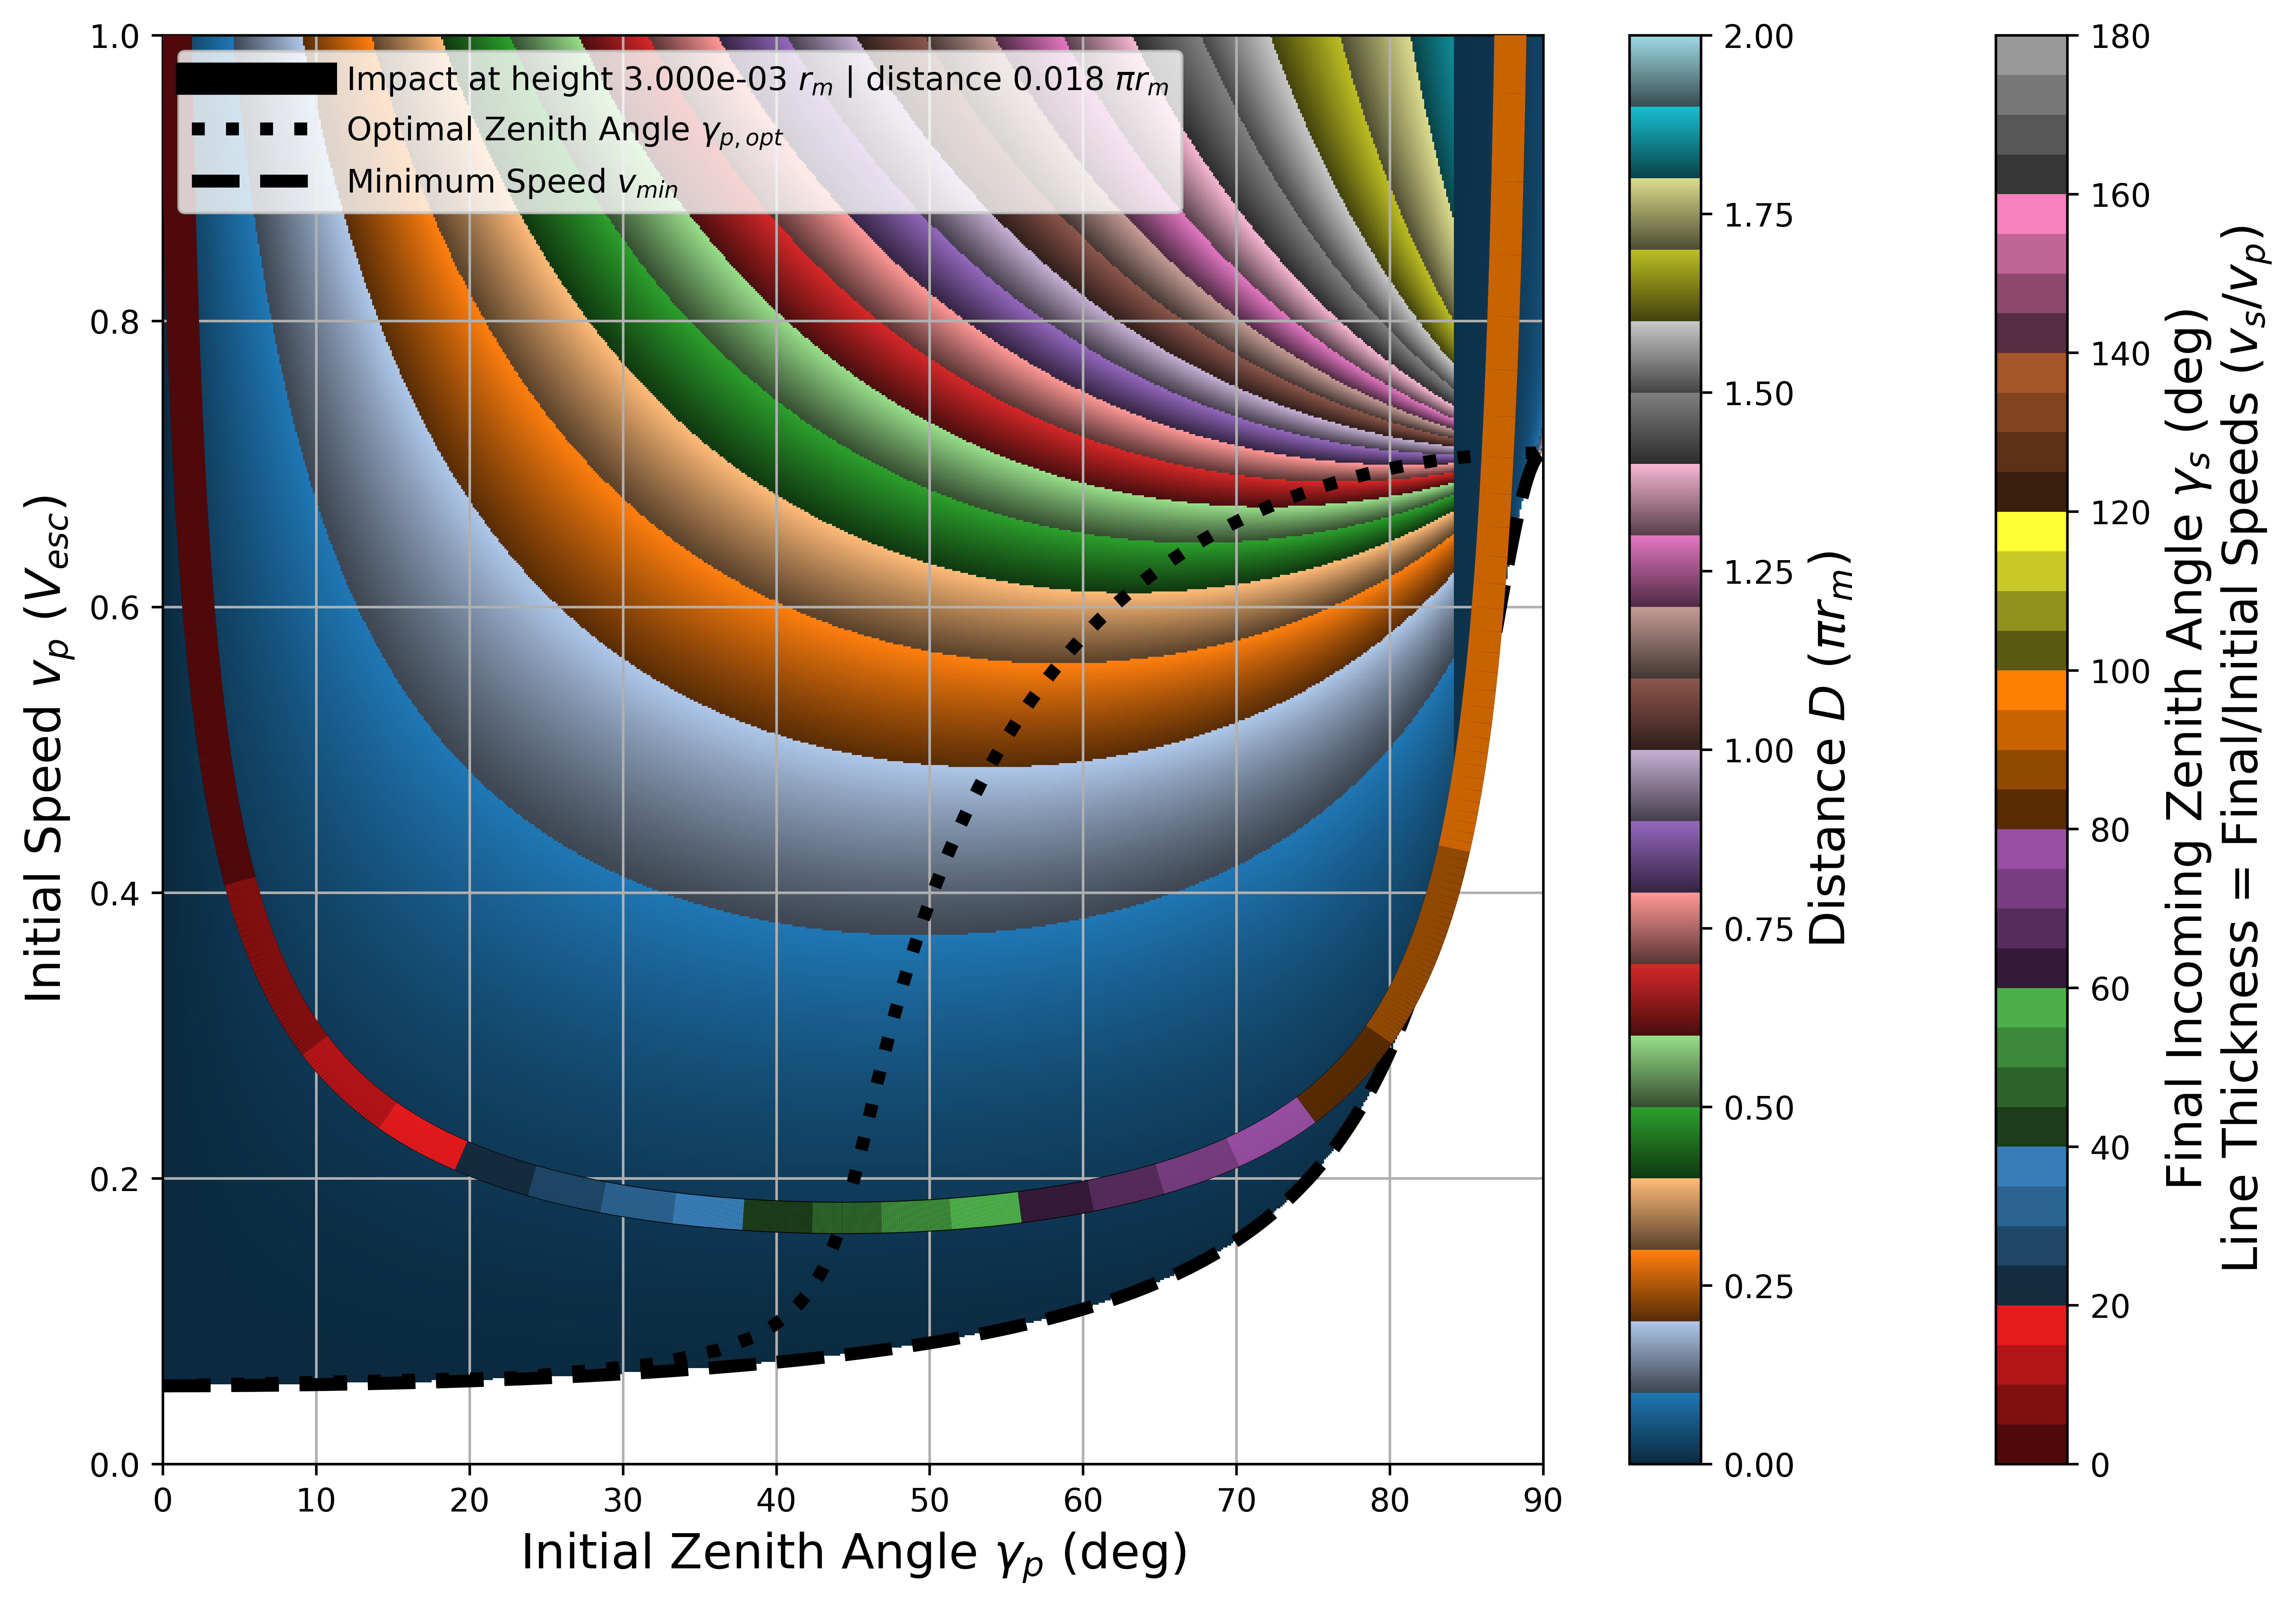 Impact at height 3.000e-03 r_m | distance 0.018 πr_m
Optimal Zenith Angle γ_p,opt
Minimum Speed v_min
Initial Speed v_p (V_esc)
1.0
0.8
0.6
0.4
0.2
0.0
0 10 20 30 40 50 60 70 80 90
Initial Zenith Angle γ_p (deg)
2.00
1.75
1.50
1.25
1.00
0.75
0.50
0.25
0.00
Distance D (πr_m)
180
160
140
120
100
80
60
40
20
0
Final Incoming Zenith Angle γ_s (deg)
Line Thickness = Final/Initial Speeds (v_s/v_p)